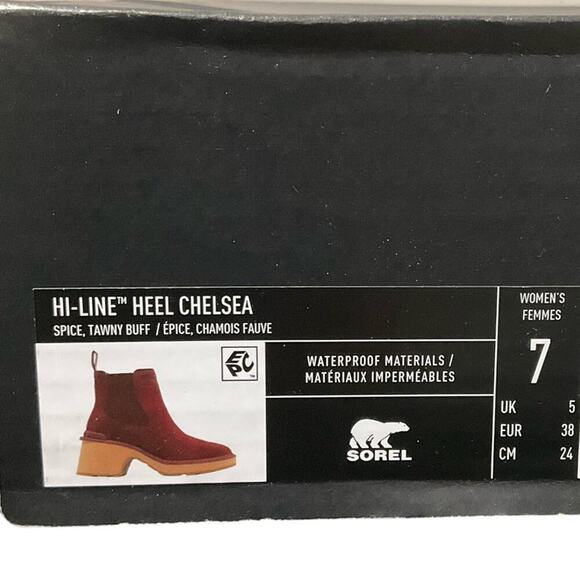 HI-LINE™ HEEL CHELSEA
SPICE, TAWNY BUFF / ÉPICE, CHAMOIS FAUVE
EPC™
WATERPROOF MATERIALS /
MATÉRIAUX IMPERMÉABLES
SOREL
WOMEN'S
FEMMES
7
UK 5
EUR 38
CM 24